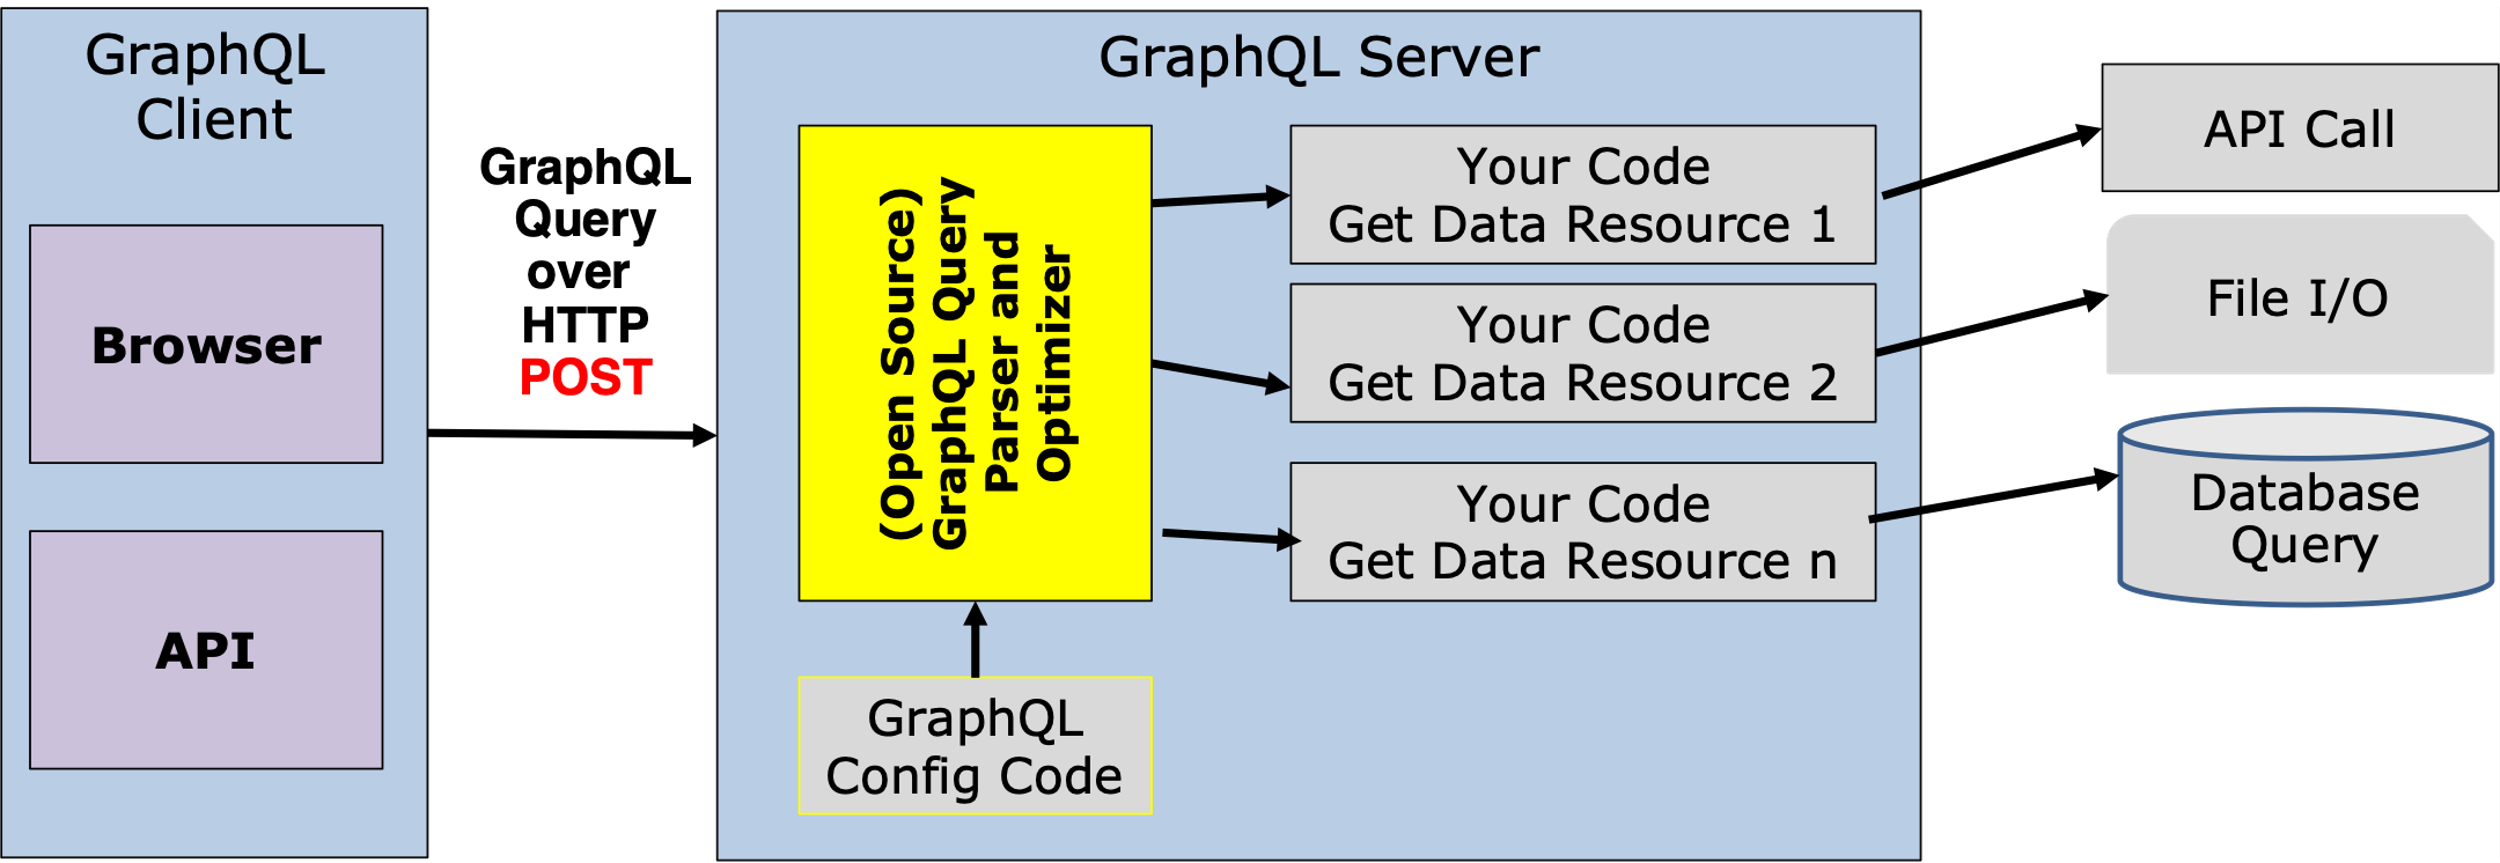 GraphQL
Client
Browser
API
GraphQL
Query
over
HTTP
POST
GraphQL Server
(Open Source)
GraphQL Query
Parser and
Optimizer
GraphQL
Config Code
Your Code
Get Data Resource 1
Your Code
Get Data Resource 2
Your Code
Get Data Resource n
API Call
File I/O
Database
Query